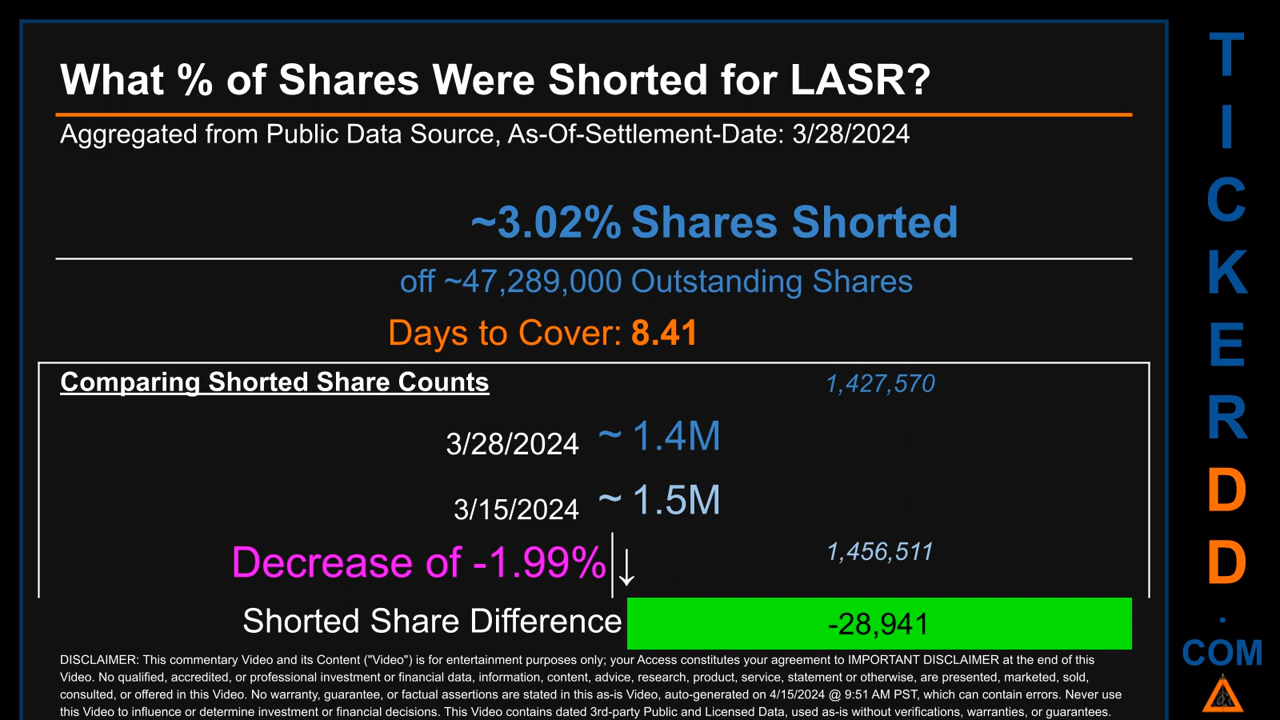 What % of Shares Were Shorted for LASR?
Aggregated from Public Data Source, As-Of-Settlement-Date: 3/28/2024
~3.02% Shares Shorted
off ~47,289,000 Outstanding Shares
Days to Cover: 8.41
Comparing Shorted Share Counts
1,427,570
3/28/2024 ~ 1.4M
3/15/2024 ~ 1.5M
1,456,511
Decrease of -1.99% ↓
Shorted Share Difference -28,941
DISCLAIMER: This commentary Video and its Content ("Video") is for entertainment purposes only; your Access constitutes your agreement to IMPORTANT DISCLAIMER at the end of this
Video. No qualified, accredited, or professional investment or financial data, information, content, advice, research, product, service, statement or otherwise, are presented, marketed, sold,
consulted, or offered in this Video. No warranty, guarantee, or factual assertions are stated in this as-is Video, auto-generated on 4/15/2024 @ 9:51 AM PST, which can contain errors. Never use
this Video to influence or determine investment or financial decisions. This Video contains dated 3rd-party Public and Licensed Data, used as-is without verifications, warranties, or guarantees.
T
I
C
K
E
R
D
D
.
COM